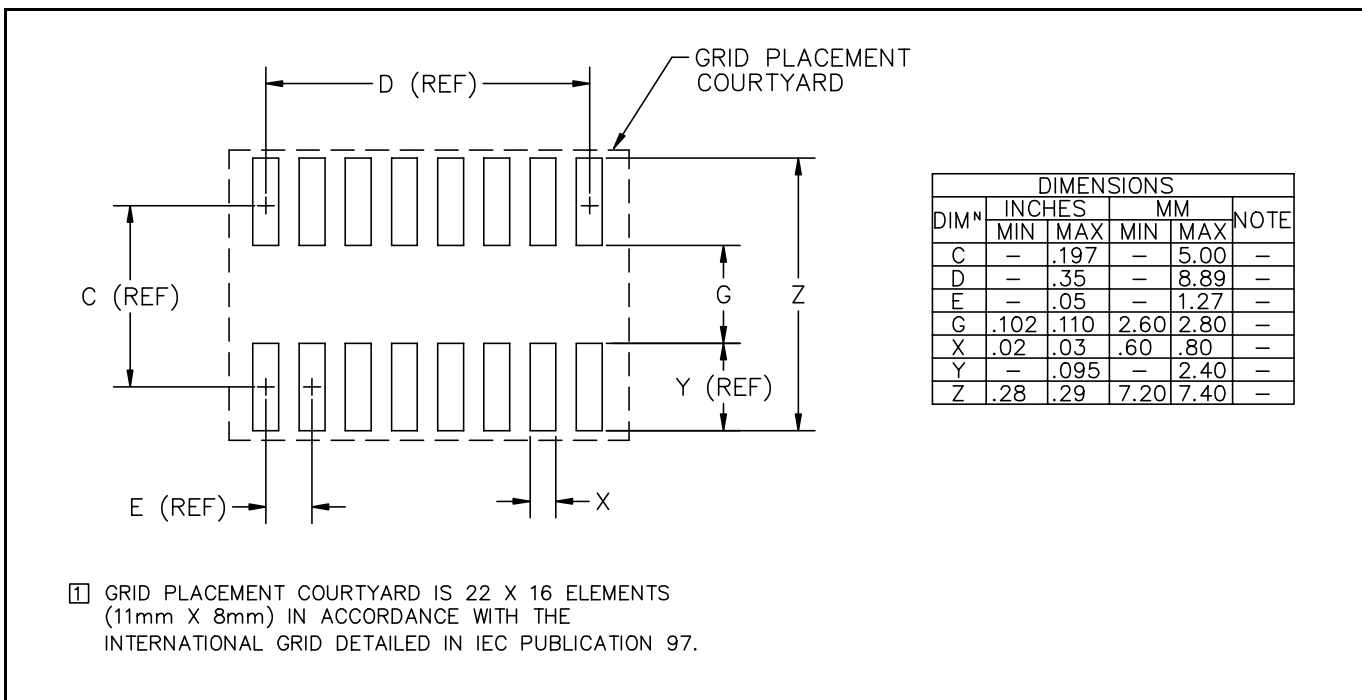 GRID PLACEMENT
COURTYARD
D (REF)
C (REF)
G
Z
Y (REF)
E (REF)
X
DIMENSIONS
DIMᴺ INCHES MM NOTE
MIN MAX MIN MAX
C – .197 – 5.00 –
D – .35 – 8.89 –
E – .05 – 1.27 –
G .102 .110 2.60 2.80 –
X .02 .03 .60 .80 –
Y – .095 – 2.40 –
Z .28 .29 7.20 7.40 –
1 GRID PLACEMENT COURTYARD IS 22 X 16 ELEMENTS
(11mm X 8mm) IN ACCORDANCE WITH THE
INTERNATIONAL GRID DETAILED IN IEC PUBLICATION 97.